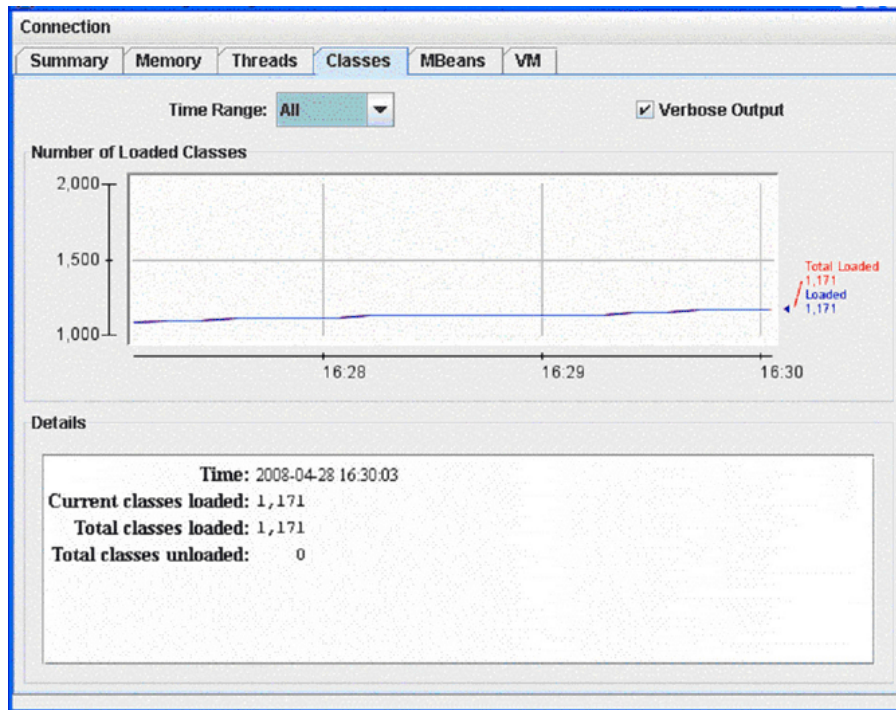 Connection
Summary Memory Threads Classes MBeans VM
Time Range: All Verbose Output
Number of Loaded Classes
2,000
1,500
1,000
Total Loaded
1,171
Loaded
1,171
16:28 16:29 16:30
Details
Time: 2008-04-28 16:30:03
Current classes loaded: 1,171
Total classes loaded: 1,171
Total classes unloaded: 0